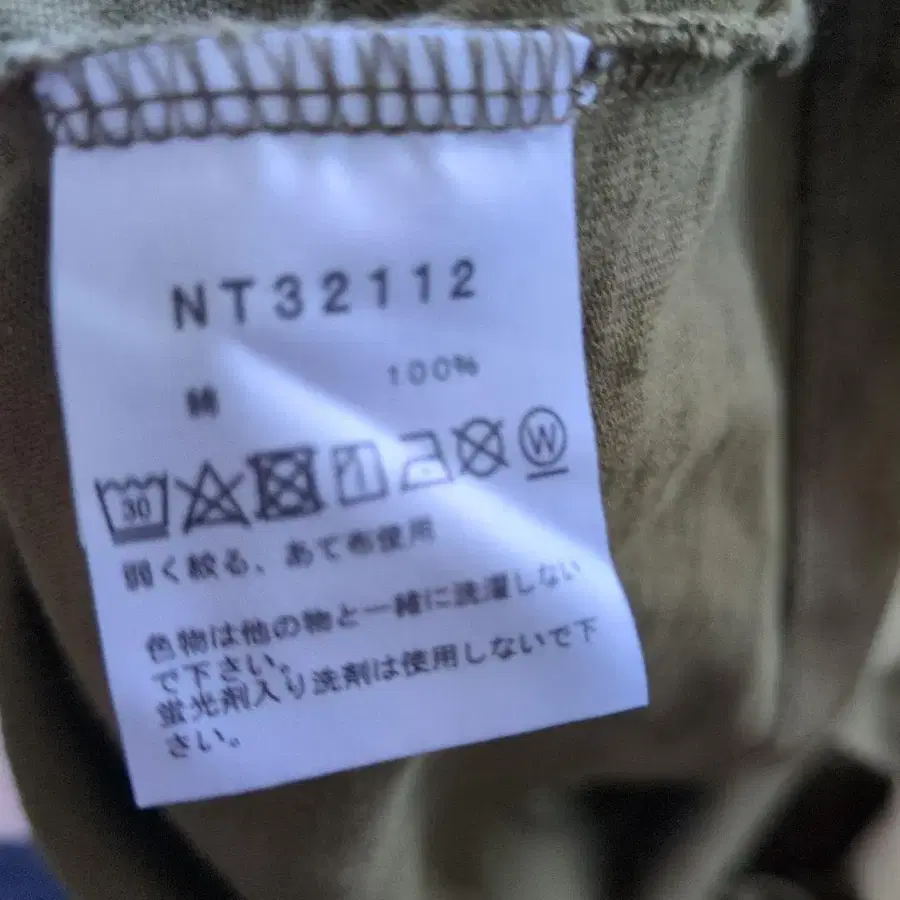 NT32112
綿 100%
30 W
弱く絞る、あて布使用
色物は他の物と一緒に洗濯しない
で下さい。
蛍光剤入り洗剤は使用しないで下
さい。